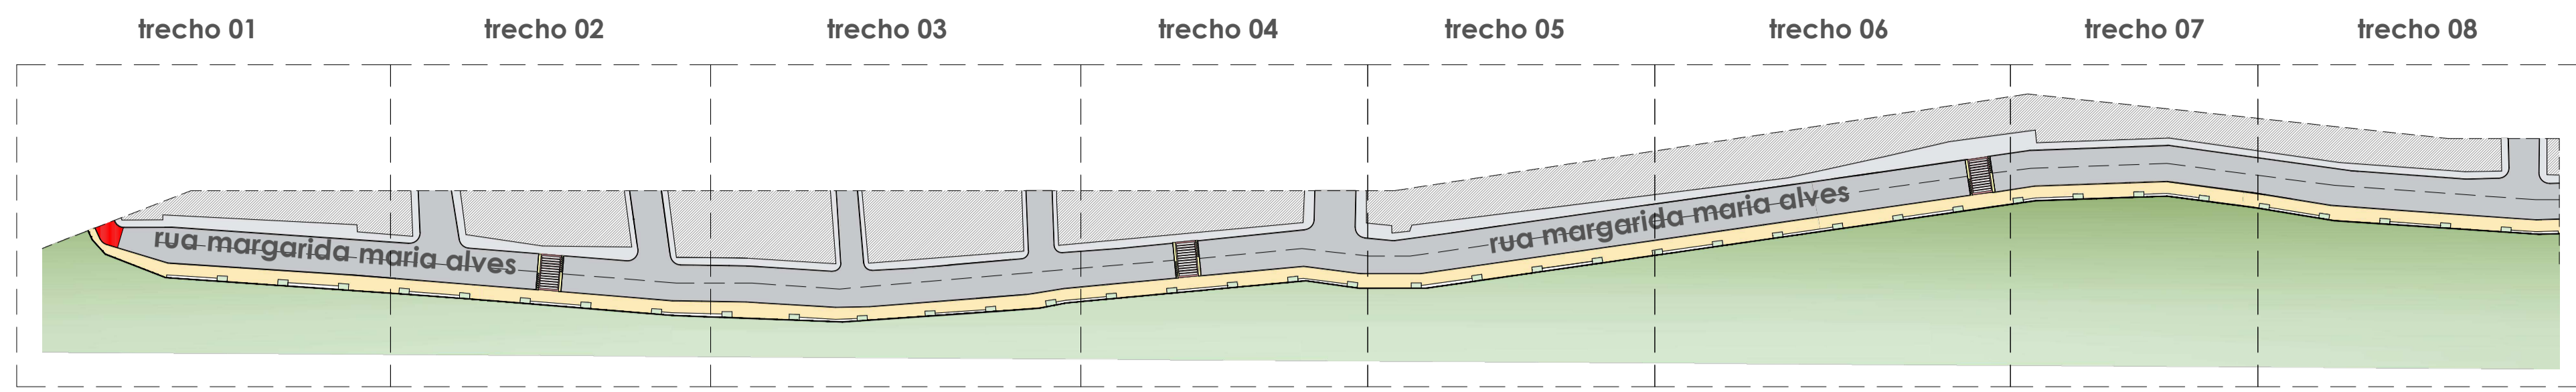 trecho 01
trecho 02
trecho 03
trecho 04
trecho 05
trecho 06
trecho 07
trecho 08
rua margarida maria alves
rua margarida maria alves